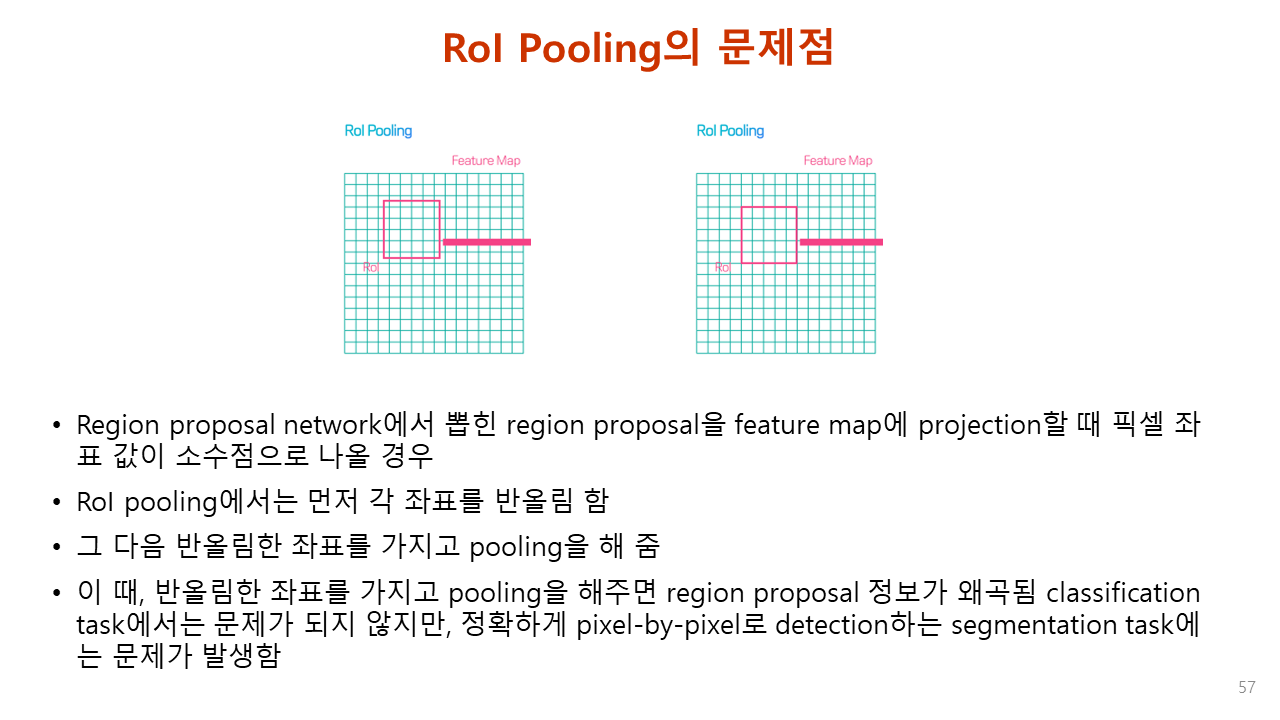 RoI Pooling의 문제점
RoI Pooling
RoI Pooling
Feature Map
Feature Map
RoI
RoI
• Region proposal network에서 뽑힌 region proposal을 feature map에 projection할 때 픽셀 좌
표 값이 소수점으로 나올 경우
• RoI pooling에서는 먼저 각 좌표를 반올림 함
• 그 다음 반올림한 좌표를 가지고 pooling을 해 줌
• 이 때, 반올림한 좌표를 가지고 pooling을 해주면 region proposal 정보가 왜곡됨 classification
task에서는 문제가 되지 않지만, 정확하게 pixel-by-pixel로 detection하는 segmentation task에
는 문제가 발생함
57